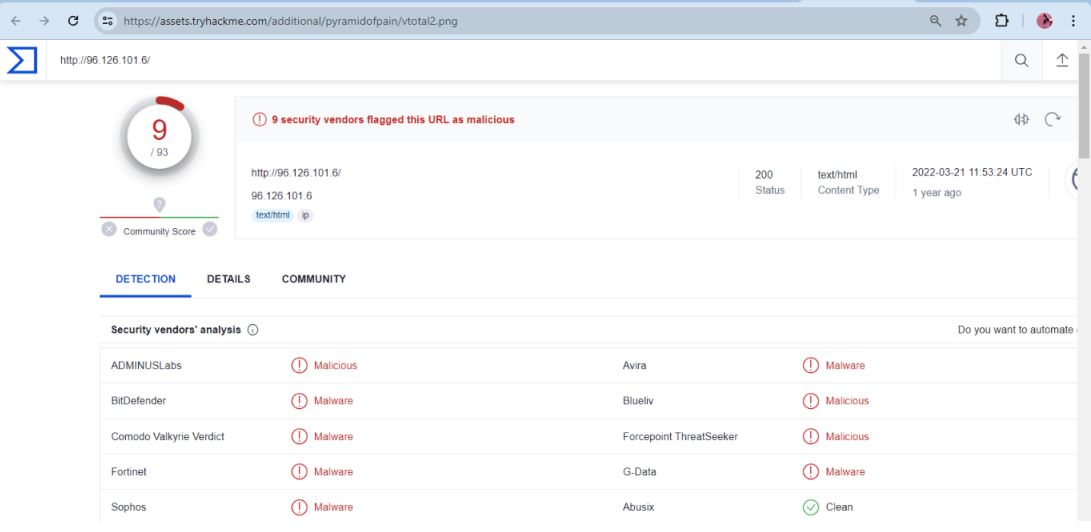 https://assets.tryhackme.com/additional/pyramidofpain/vtotal2.png
http://96.126.101.6/
9
/ 93
9 security vendors flagged this URL as malicious
http://96.126.101.6/
96.126.101.6
text/html ip
200
Status
text/html
Content Type
2022-03-21 11:53:24 UTC
1 year ago
?
Community Score
DETECTION DETAILS COMMUNITY
Security vendors' analysis Do you want to automate
ADMINUSLabs Malicious Avira Malware
BitDefender Malware Blueliv Malicious
Comodo Valkyrie Verdict Malware Forcepoint ThreatSeeker Malicious
Fortinet Malware G-Data Malware
Sophos Malware Abusix Clean